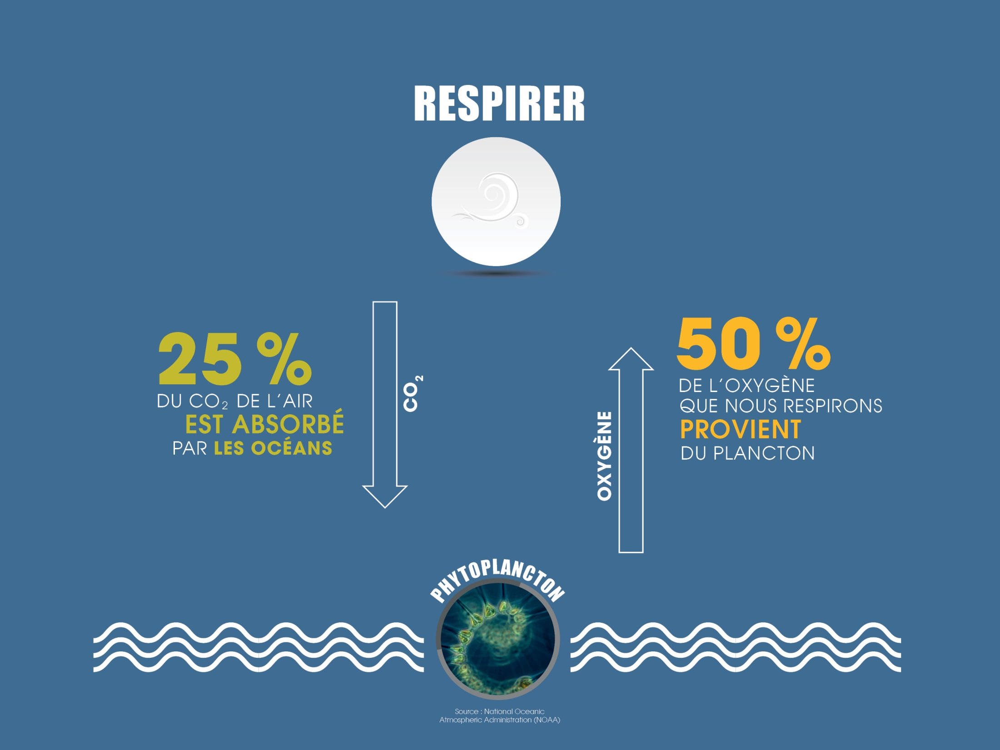 RESPIRER
25 %
DU CO₂ DE L'AIR
EST ABSORBÉ
PAR LES OCÉANS
CO₂
OXYGÈNE
50 %
DE L'OXYGÈNE
QUE NOUS RESPIRONS
PROVIENT
DU PLANCTON
PHYTOPLANCTON
Source : National Oceanic
Atmospheric Administration (NOAA)